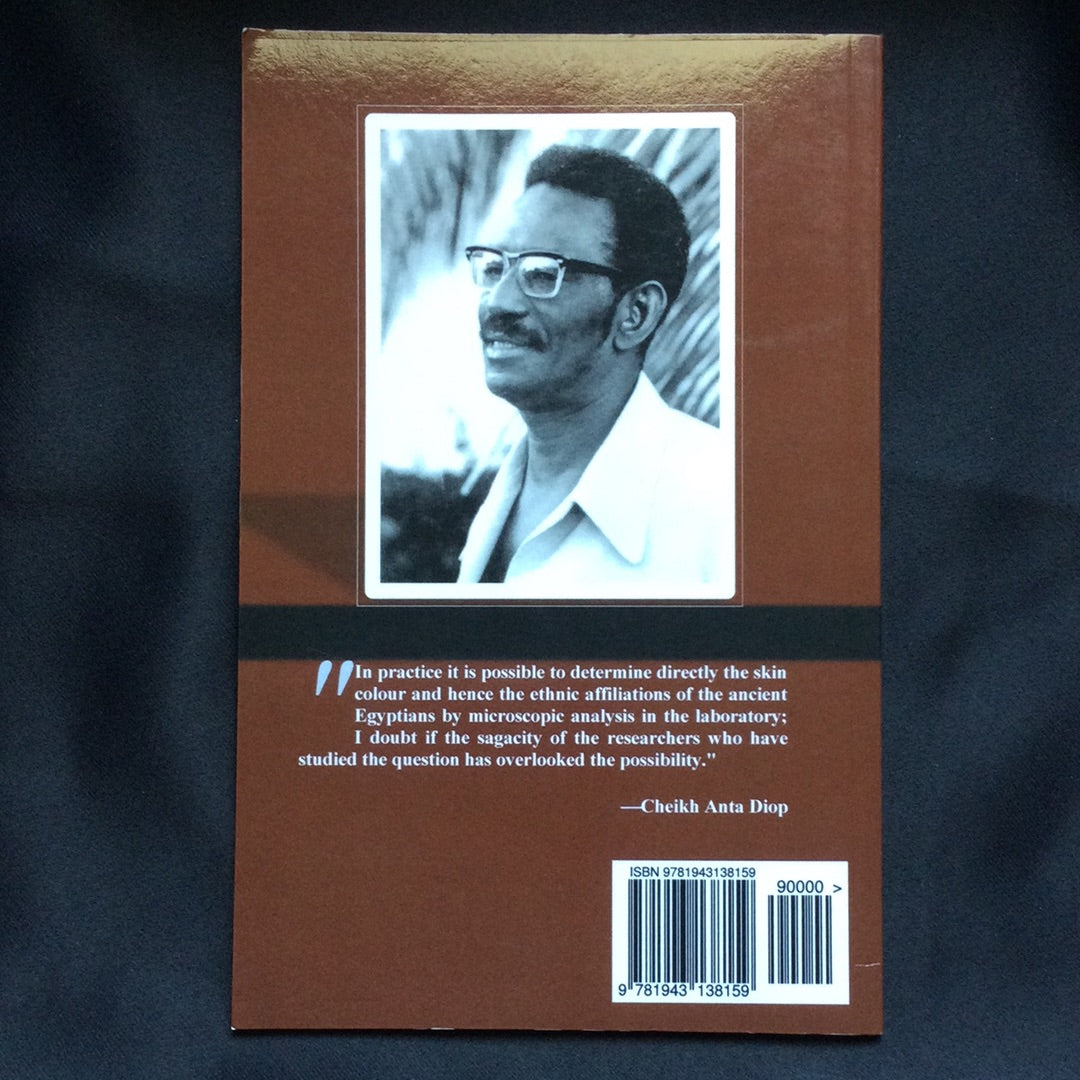 "In practice it is possible to determine directly the skin
colour and hence the ethnic affiliations of the ancient
Egyptians by microscopic analysis in the laboratory;
I doubt if the sagacity of the researchers who have
studied the question has overlooked the possibility."
—Cheikh Anta Diop
ISBN 9781943138159
90000 >
9 781943 138159